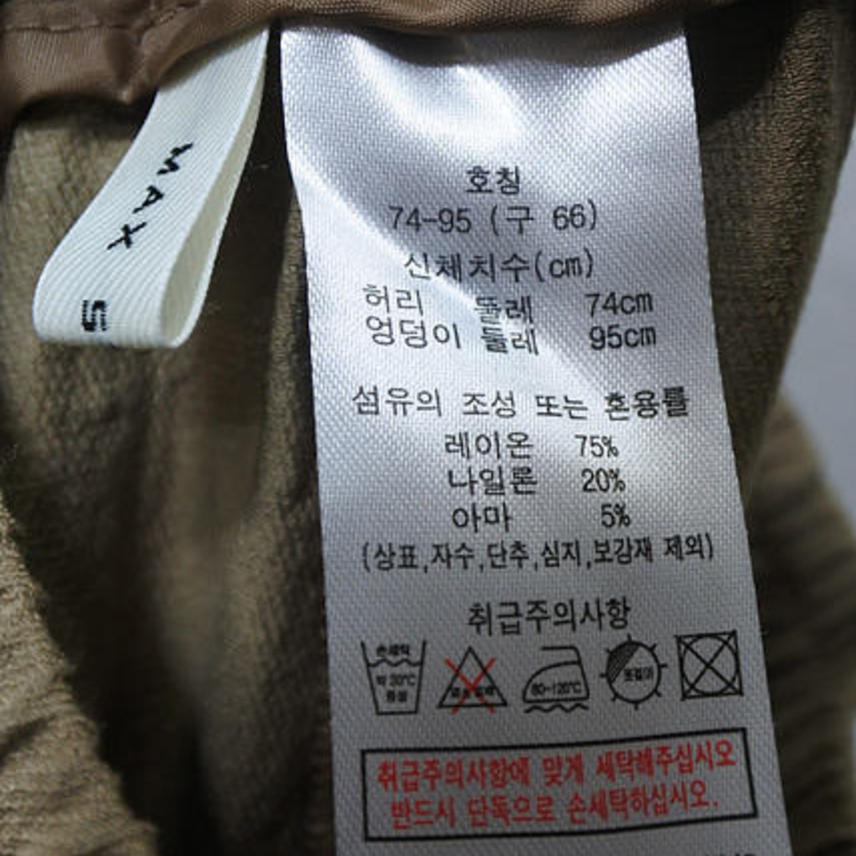 MAX
5
호칭
74-95 (구 66)
신체치수(cm)
허리 둘레 74cm
엉덩이 둘레 95cm
섬유의 조성 또는 혼용률
레이온 75%
나일론 20%
아마 5%
(상표,자수,단추,심지,보강재 제외)
취급주의사항
손세탁
약 30℃
중성
80~120℃
옷걸이
취급주의사항에 맞게 세탁해주십시오
반드시 단독으로 손세탁하십시오.